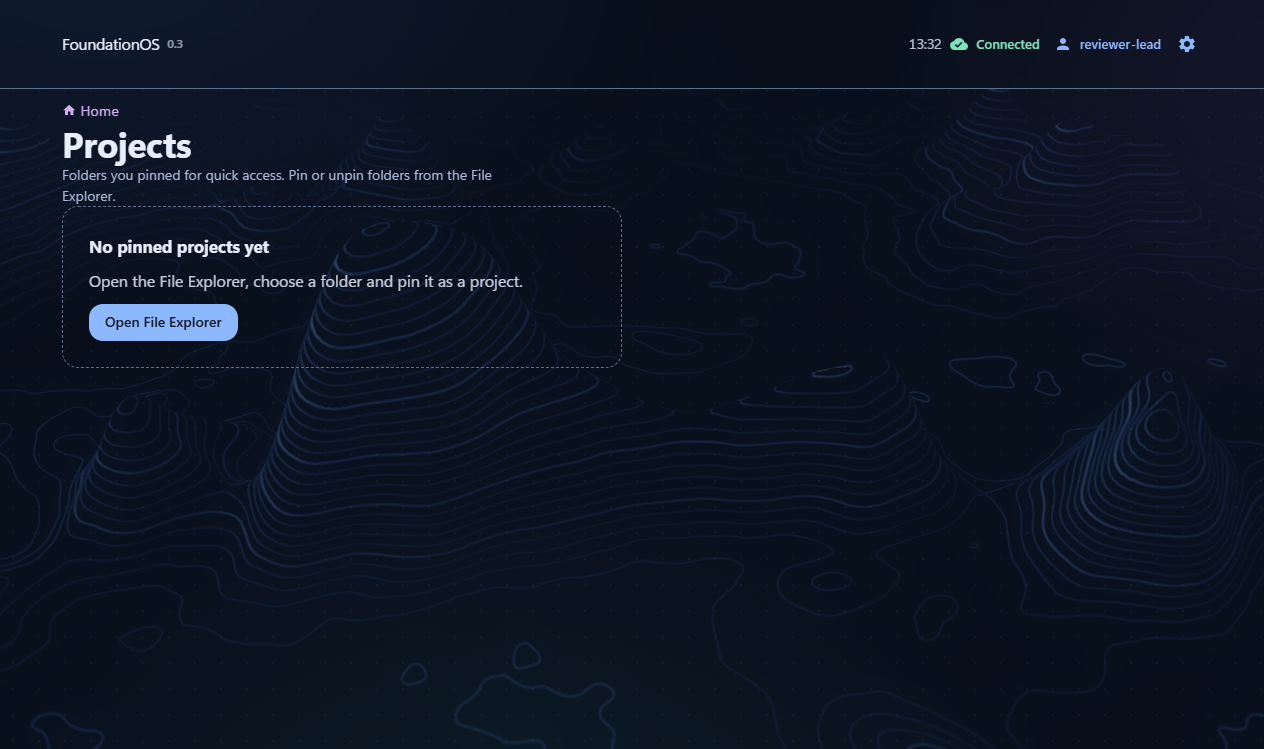 FoundationOS 0.3
13:32 Connected reviewer-lead
Home
Projects
Folders you pinned for quick access. Pin or unpin folders from the File
Explorer.
No pinned projects yet
Open the File Explorer, choose a folder and pin it as a project.
Open File Explorer